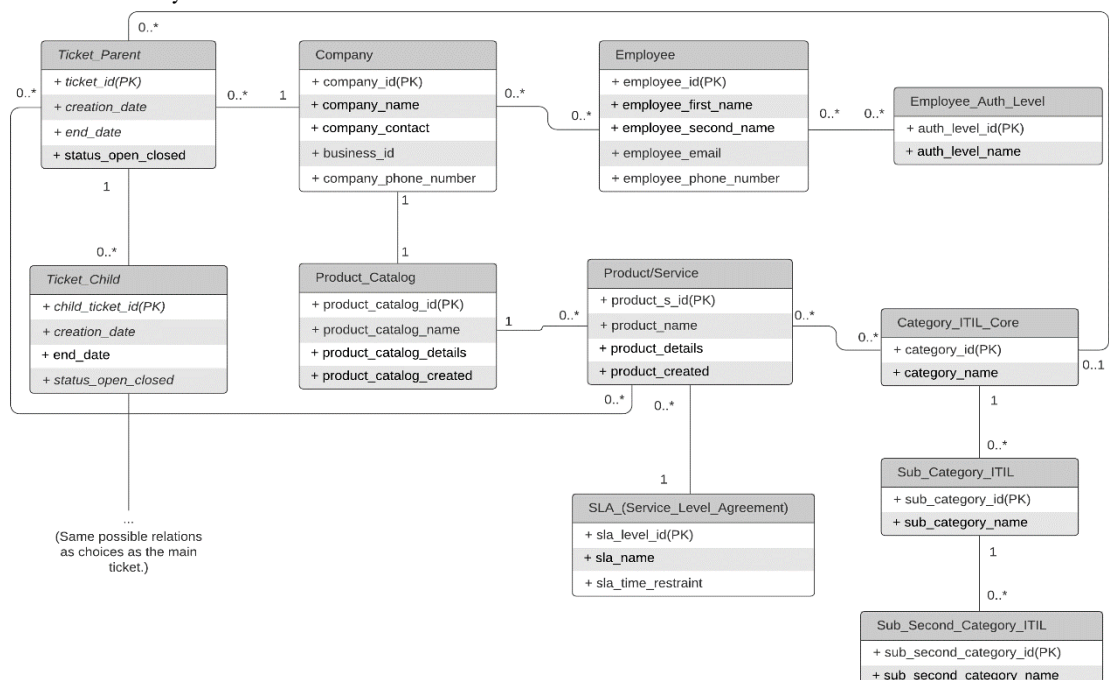 0..*
Ticket_Parent
+ ticket_id(PK)
+ creation_date
+ end_date
+ status_open_closed
0..*
0..*
1
Company
+ company_id(PK)
+ company_name
+ company_contact
+ business_id
+ company_phone_number
0..*
0..*
Employee
+ employee_id(PK)
+ employee_first_name
+ employee_second_name
+ employee_email
+ employee_phone_number
0..*
0..*
Employee_Auth_Level
+ auth_level_id(PK)
+ auth_level_name
1
0..*
1
1
Ticket_Child
+ child_ticket_id(PK)
+ creation_date
+ end_date
+ status_open_closed
Product_Catalog
+ product_catalog_id(PK)
+ product_catalog_name
+ product_catalog_details
+ product_catalog_created
1
0..*
Product/Service
+ product_s_id(PK)
+ product_name
+ product_details
+ product_created
0..*
0..*
Category_ITIL_Core
+ category_id(PK)
+ category_name
0..1
0..*
0..*
1
1
0..*
SLA_(Service_Level_Agreement)
+ sla_level_id(PK)
+ sla_name
+ sla_time_restraint
Sub_Category_ITIL
+ sub_category_id(PK)
+ sub_category_name
1
0..*
...
(Same possible relations
as choices as the main
ticket.)
Sub_Second_Category_ITIL
+ sub_second_category_id(PK)
+ sub_second_category_name